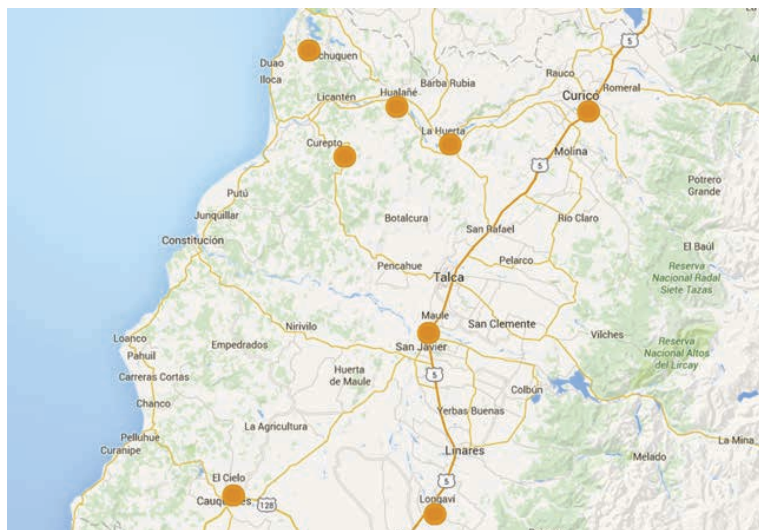 Duao
Iloca
chuquen
Licantén
Hualañé
Barba Rubia
Rauco
5
Romeral
Curico
La Huerta
Curepto
Molina
5
Potrero
Grande
Putú
Junquillar
Botalcura
Río Claro
San Rafael
Constitución
El Baúl
Pencahue
Pelarco
Reserva
Nacional Radal
Siete Tazas
Talca
Maule
San Clemente
Nirivilo
Vilches
Loanco
Empedrados
San Javier
Reserva
Nacional Altos
del Lircay
Pahuil
Carreras Cortas
Huerta
de Maule
5
Colbún
Chanco
Yerbas Buenas
La Agricultura
Pelluhue
Curanipe
Linares
La Mina
Melado
El Cielo
5
Cauquenes
128
Longaví